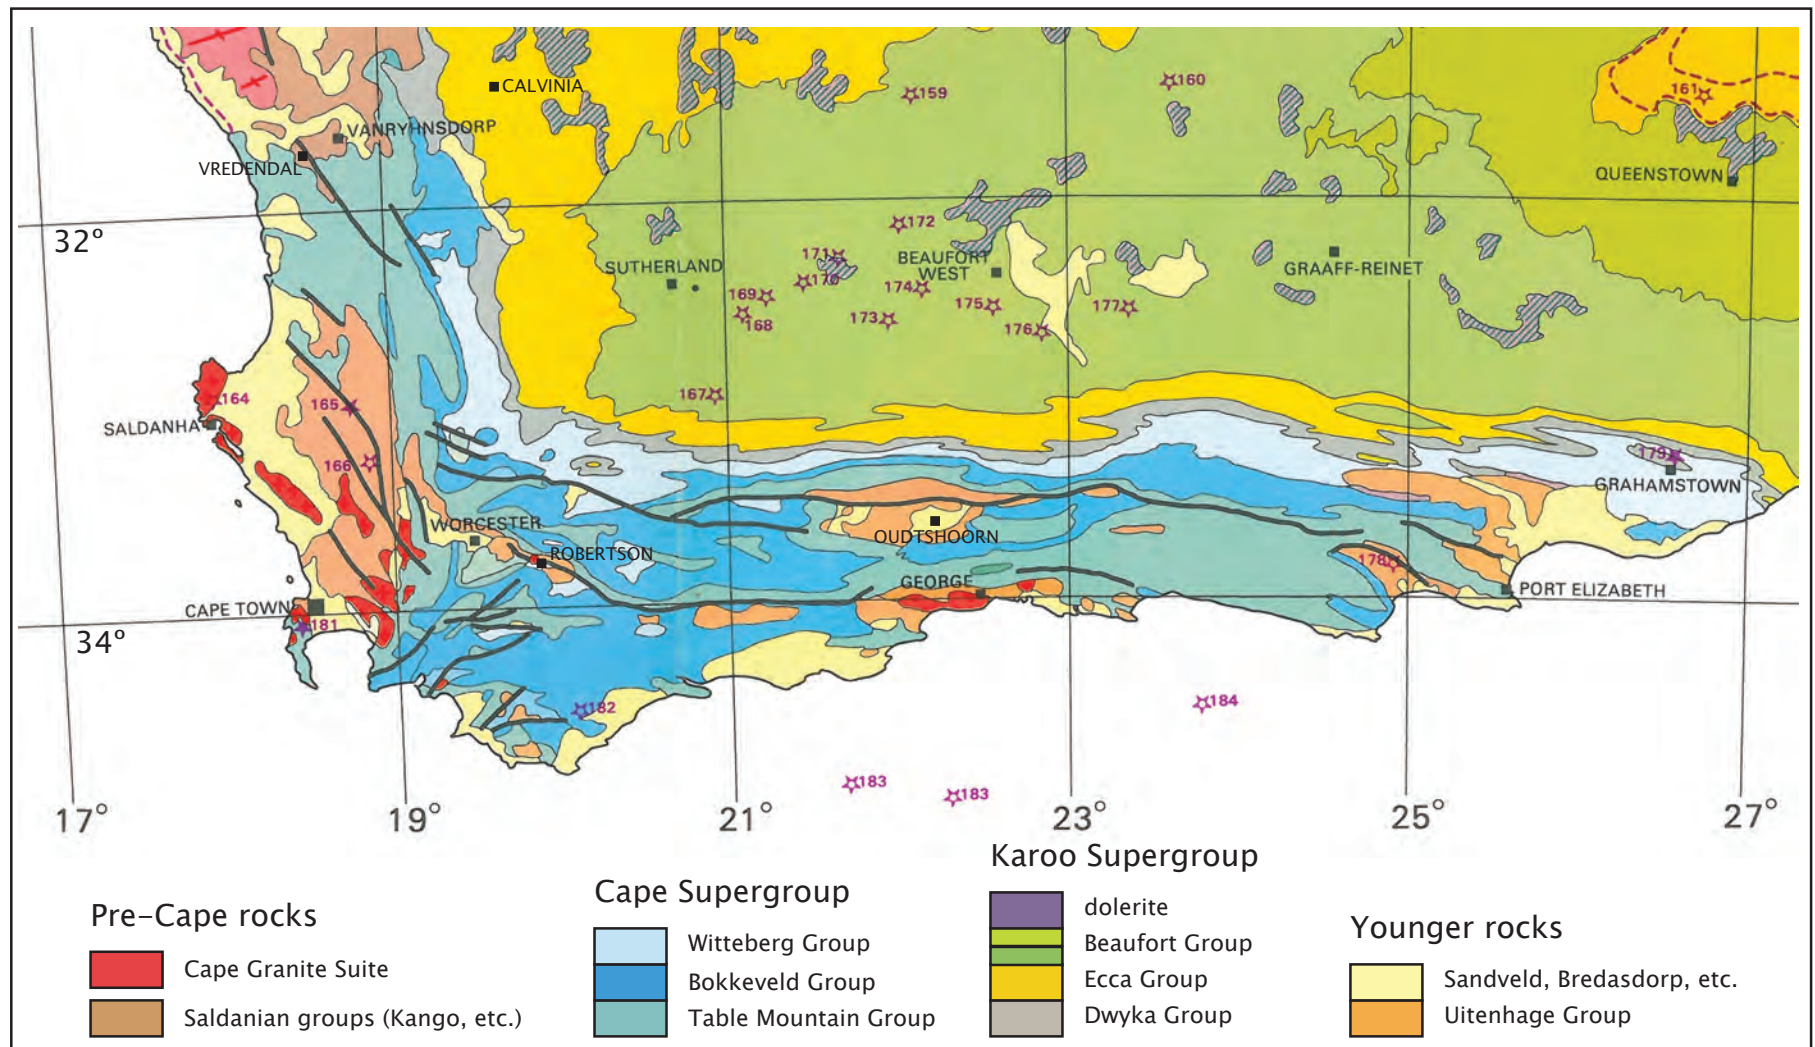 CALVINIA
159
160
161
VANRYHNSDORP
VREDENDAL
QUEENSTOWN
32°
172
171
SUTHERLAND
BEAUFORT
WEST
GRAAFF-REINET
170
174
169
168
173
175
176
177
167
164
165
SALDANHA
166
179
GRAHAMSTOWN
WORCESTER
OUDTSHOORN
ROBERTSON
178
GEORGE
PORT ELIZABETH
CAPE TOWN
181
34°
182
184
183
183
17°
19°
21°
23°
25°
27°
Pre-Cape rocks
Cape Granite Suite
Saldanian groups (Kango, etc.)
Cape Supergroup
Witteberg Group
Bokkeveld Group
Table Mountain Group
Karoo Supergroup
dolerite
Beaufort Group
Ecca Group
Dwyka Group
Younger rocks
Sandveld, Bredasdorp, etc.
Uitenhage Group